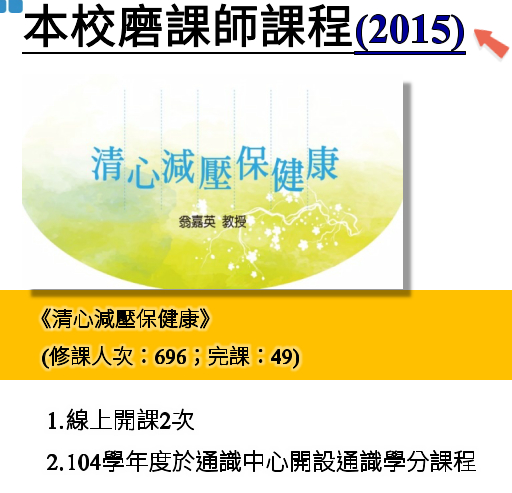 本校磨課師課程(2015)
清心減壓保健康
翁嘉英 教授
《清心減壓保健康》
(修課人次：696；完課：49)
1.線上開課2次
2.104學年度於通識中心開設通識學分課程